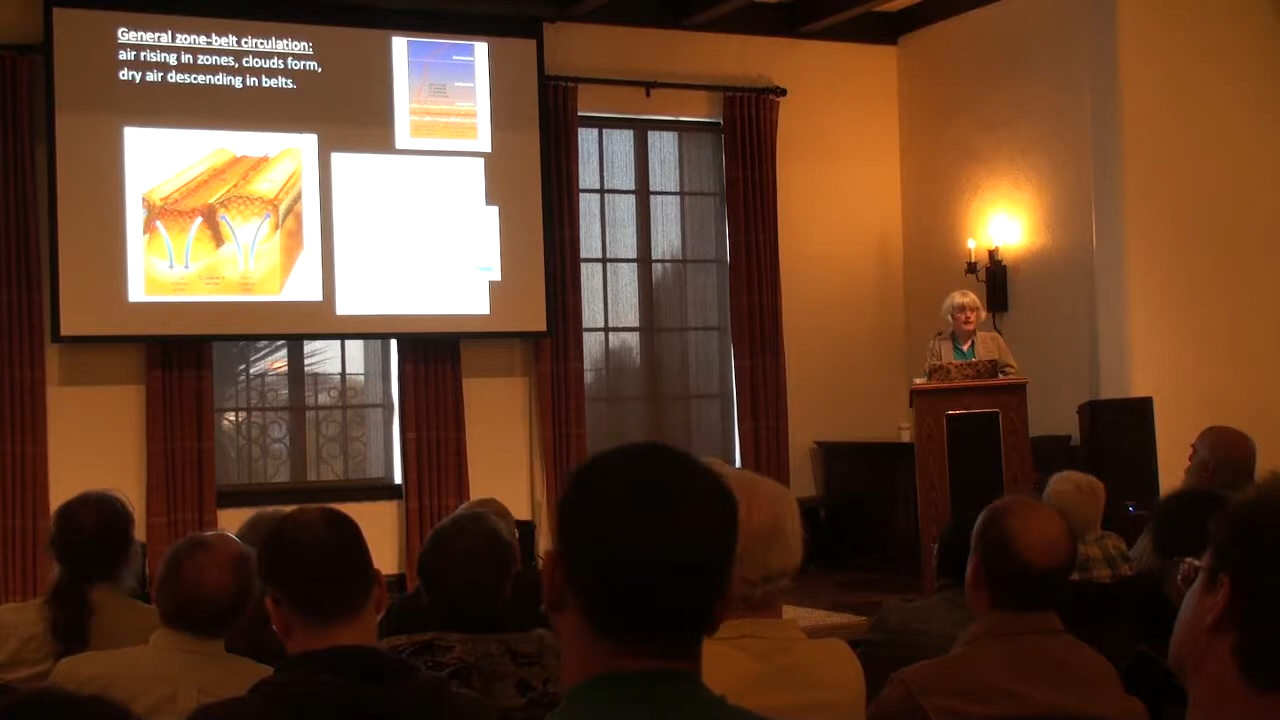 General zone-belt circulation:
air rising in zones, clouds form,
dry air descending in belts.